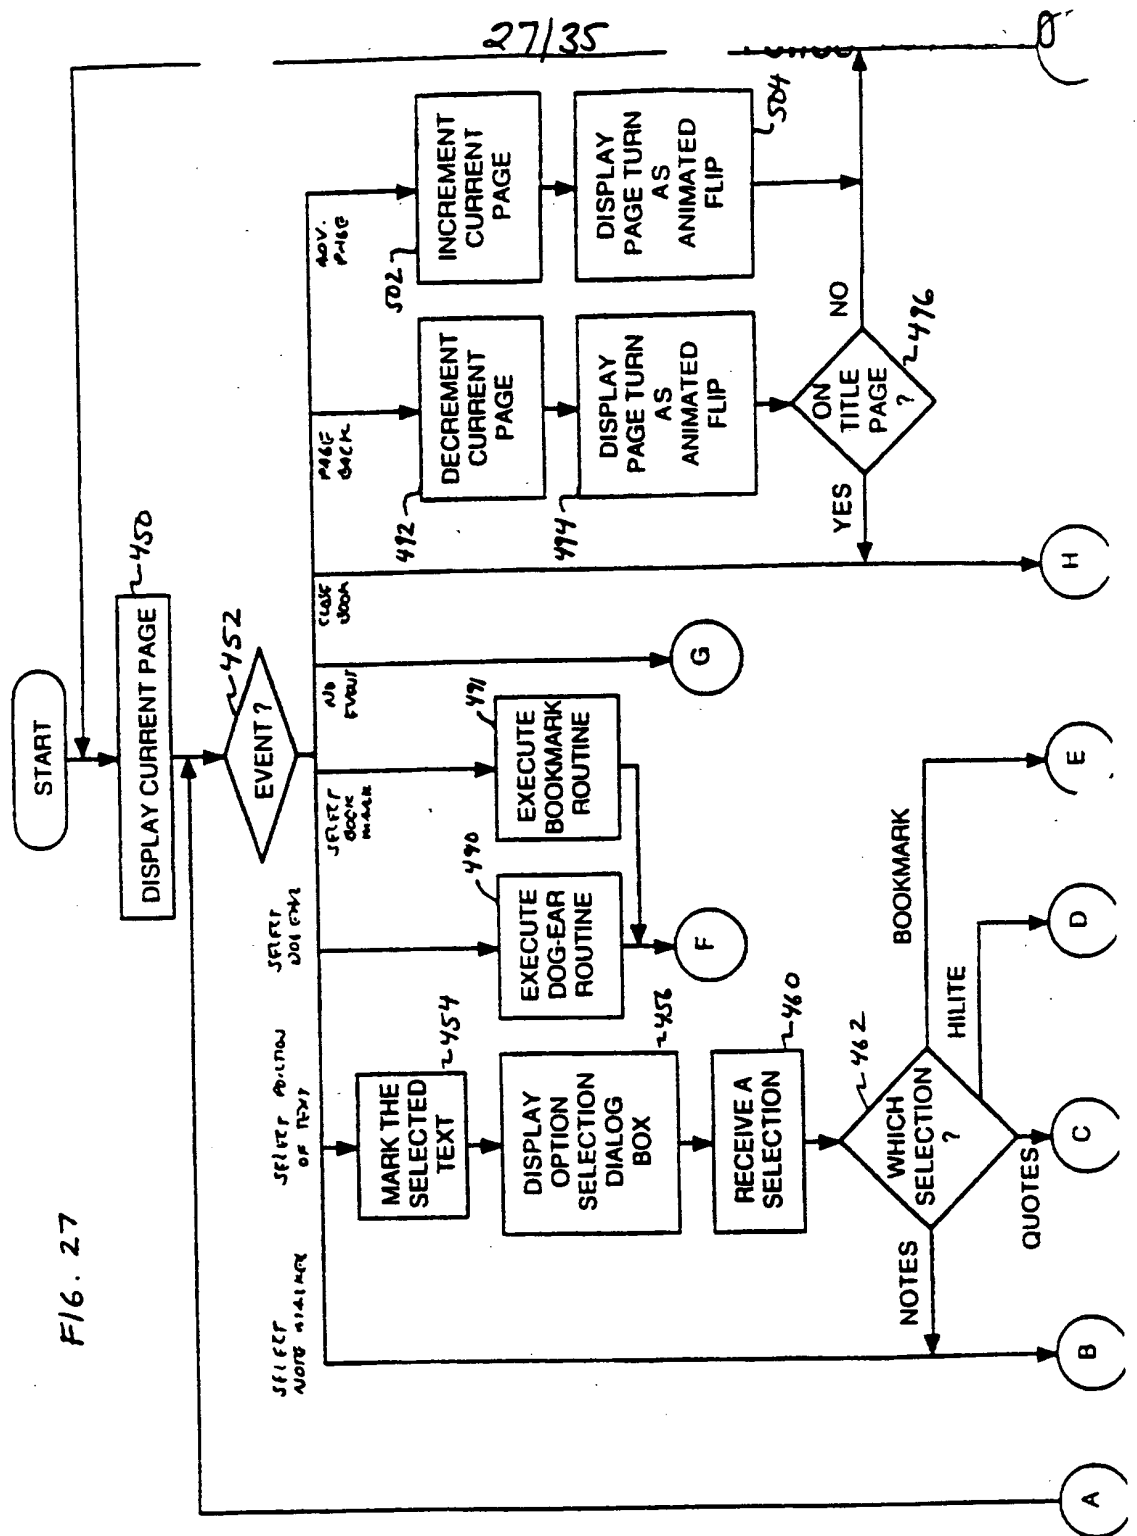 27/35
FIG. 27
START
DISPLAY CURRENT PAGE
450
EVENT?
452
SELECT
NOTE MARKER
SELECT PORTION
OF TEXT
SELECT
DOG EAR
SELECT
BOOK
MARK
NO
EVENT
CLOSE
BOOK
PAGE
BACK
ADV.
PAGE
MARK THE
SELECTED
TEXT
454
DISPLAY
OPTION
SELECTION
DIALOG
BOX
456
RECEIVE A
SELECTION
460
WHICH
SELECTION
?
462
NOTES
QUOTES
HILITE
BOOKMARK
EXECUTE
DOG-EAR
ROUTINE
490
EXECUTE
BOOKMARK
ROUTINE
491
DECREMENT
CURRENT
PAGE
492
DISPLAY
PAGE TURN
AS
ANIMATED
FLIP
494
ON
TITLE
PAGE
?
496
YES
NO
INCREMENT
CURRENT
PAGE
502
DISPLAY
PAGE TURN
AS
ANIMATED
FLIP
504
A
B
C
D
E
F
G
H